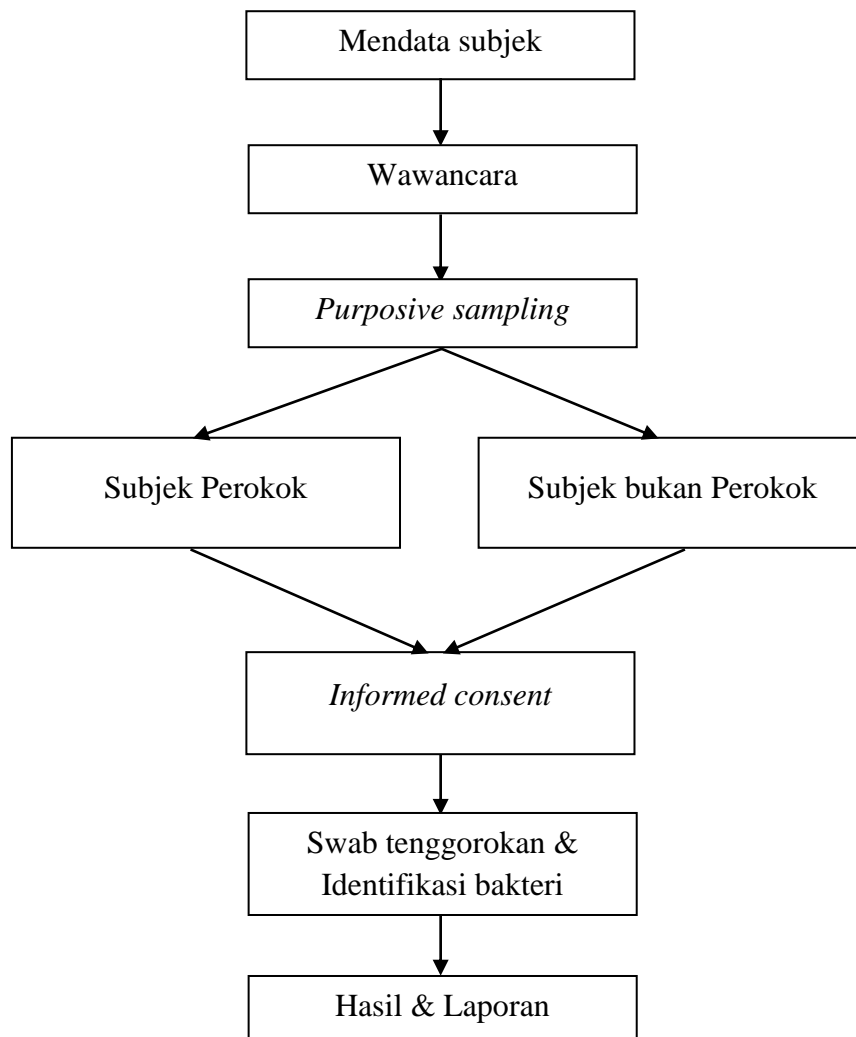 Mendata subjek
Wawancara
Purposive sampling
Subjek Perokok
Subjek bukan Perokok
Informed consent
Swab tenggorokan &
Identifikasi bakteri
Hasil & Laporan